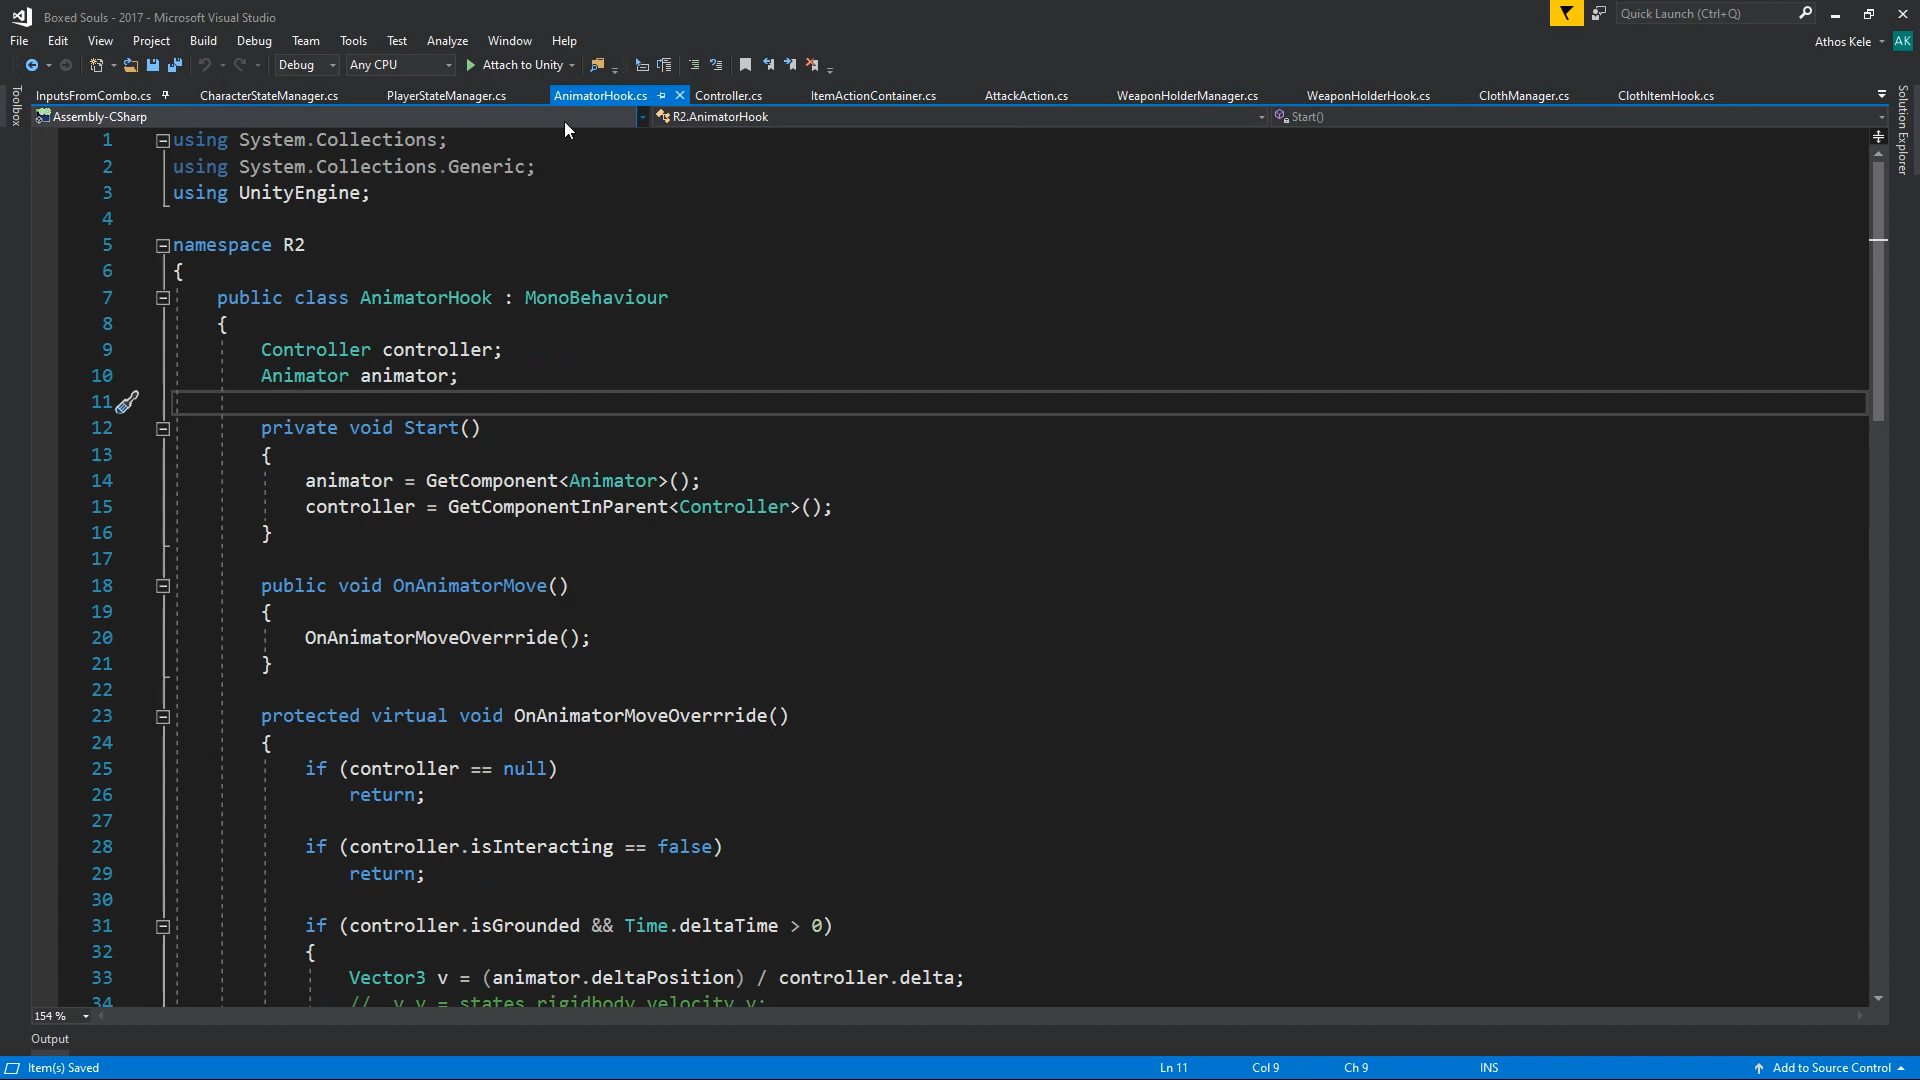 Boxed Souls - 2017 - Microsoft Visual Studio
Quick Launch (Ctrl+Q)
File Edit View Project Build Debug Team Tools Test Analyze Window Help
Athos Kele AK
Debug Any CPU Attach to Unity
Toolbox
InputsFromCombo.cs CharacterStateManager.cs PlayerStateManager.cs AnimatorHook.cs Controller.cs ItemActionContainer.cs AttackAction.cs WeaponHolderManager.cs WeaponHolderHook.cs ClothManager.cs ClothItemHook.cs
Solution Explorer
Assembly-CSharp R2.AnimatorHook Start()
1 using System.Collections;
2 using System.Collections.Generic;
3 using UnityEngine;
4
5 namespace R2
6 {
7 public class AnimatorHook : MonoBehaviour
8 {
9 Controller controller;
10 Animator animator;
11
12 private void Start()
13 {
14 animator = GetComponent<Animator>();
15 controller = GetComponentInParent<Controller>();
16 }
17
18 public void OnAnimatorMove()
19 {
20 OnAnimatorMoveOverrride();
21 }
22
23 protected virtual void OnAnimatorMoveOverrride()
24 {
25 if (controller == null)
26 return;
27
28 if (controller.isInteracting == false)
29 return;
30
31 if (controller.isGrounded && Time.deltaTime > 0)
32 {
33 Vector3 v = (animator.deltaPosition) / controller.delta;
34 // v.y = states.rigidbody.velocity.y;
154 %
Output
Item(s) Saved Ln 11 Col 9 Ch 9 INS Add to Source Control